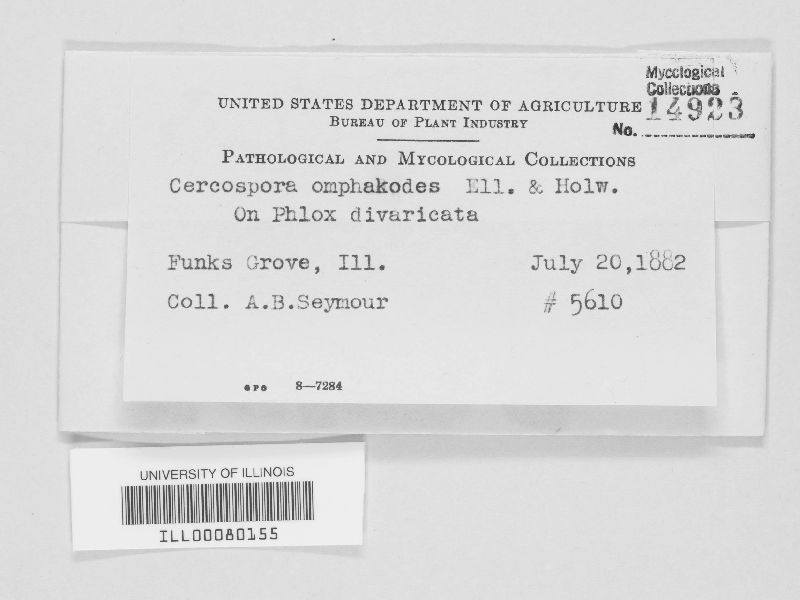 Mycological
Collections
UNITED STATES DEPARTMENT OF AGRICULTURE 14923
BUREAU OF PLANT INDUSTRY
No.
PATHOLOGICAL AND MYCOLOGICAL COLLECTIONS
Cercospora omphakodes Ell. & Holw.
On Phlox divaricata
Funks Grove, Ill. July 20,1882
Coll. A.B.Seymour # 5610
GPO 8—7284
UNIVERSITY OF ILLINOIS
ILL00080155